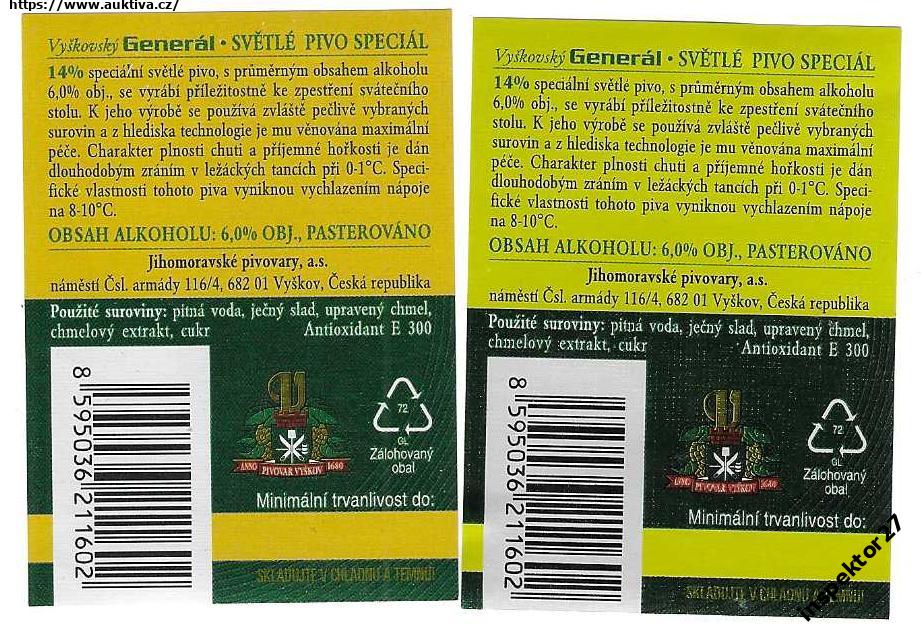 https://www.auktiva.cz/
Vyškovský Generál • SVĚTLÉ PIVO SPECIÁL
14% speciální světlé pivo, s průměrným obsahem alkoholu
6,0% obj., se vyrábí příležitostně ke zpestření svátečního
stolu. K jeho výrobě se používá zvláště pečlivě vybraných
surovin a z hlediska technologie je mu věnována maximální
péče. Charakter plnosti chuti a příjemné hořkosti je dán
dlouhodobým zráním v ležáckých tancích při 0-1°C. Speci-
fické vlastnosti tohoto piva vyniknou vychlazením nápoje
na 8-10°C.
OBSAH ALKOHOLU: 6,0% OBJ., PASTEROVÁNO
Jihomoravské pivovary, a.s.
náměstí Čsl. armády 116/4, 682 01 Vyškov, Česká republika
Použité suroviny: pitná voda, ječný slad, upravený chmel,
chmelový extrakt, cukr Antioxidant E 300
8 595036 211602
ANNO PIVOVAR VYŠKOV 1680
72
GL
Zálohovaný
obal
Minimální trvanlivost do:
SKLADUJTE V CHLADNU A TEMNU!
Vyškovský Generál • SVĚTLÉ PIVO SPECIÁL
14% speciální světlé pivo, s průměrným obsahem alkoholu
6,0% obj., se vyrábí příležitostně ke zpestření svátečního
stolu. K jeho výrobě se používá zvláště pečlivě vybraných
surovin a z hlediska technologie je mu věnována maximální
péče. Charakter plnosti chuti a příjemné hořkosti je dán
dlouhodobým zráním v ležáckých tancích při 0-1°C. Speci-
fické vlastnosti tohoto piva vyniknou vychlazením nápoje
na 8-10°C.
OBSAH ALKOHOLU: 6,0% OBJ., PASTEROVÁNO
Jihomoravské pivovary, a.s.
náměstí Čsl. armády 116/4, 682 01 Vyškov, Česká republika
Použité suroviny: pitná voda, ječný slad, upravený chmel,
chmelový extrakt, cukr Antioxidant E 300
8 595036 211602
ANNO PIVOVAR VYŠKOV 1680
72
GL
Zálohovaný
obal
Minimální trvanlivost do:
SKLADUJTE V CHLADNU A TEMNU!
inspektor27